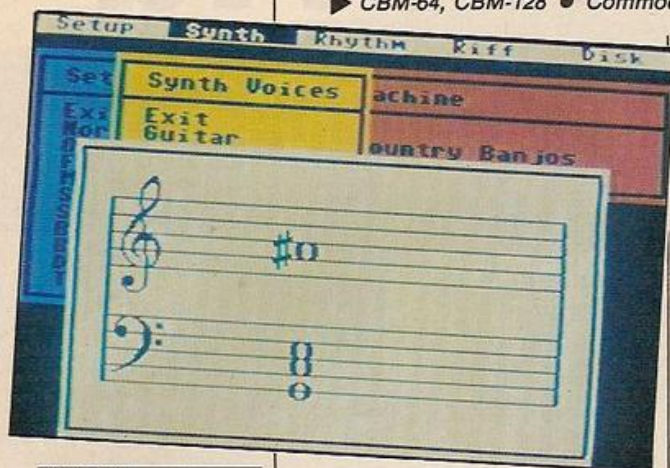 CBM-64, CBM-128 ● Commod
Setup Synth Rhythm Riff Disk
Set
Synth Voices
achine
Exi
Exit
Nor
Guitar
ountry Banjos